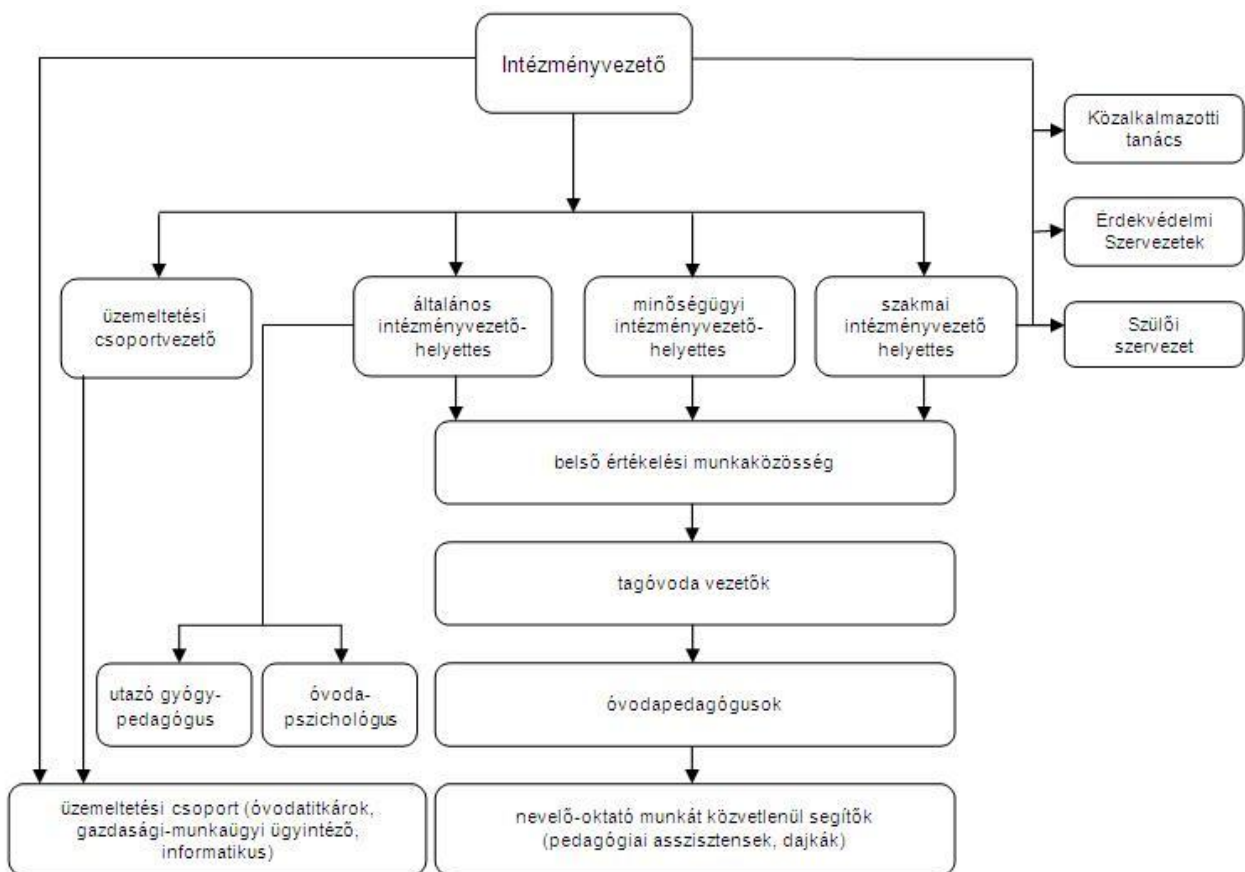 Intézményvezető
Közalkalmazotti
tanács
Érdekvédelmi
Szervezetek
Szülői
szervezet
üzemeltetési
csoportvezető
általános
intézményvezető-
helyettes
minőségügyi
intézményvezető-
helyettes
szakmai
intézményvezető
helyettes
belső értékelési munkaközösség
tagóvoda vezetők
utazó gyógy-
pedagógus
óvoda-
pszichológus
óvodapedagógusok
üzemeltetési csoport (óvodatitkárok,
gazdasági-munkaügyi ügyintéző,
informatikus)
nevelő-oktató munkát közvetlenül segítők
(pedagógiai asszisztensek, dajkák)